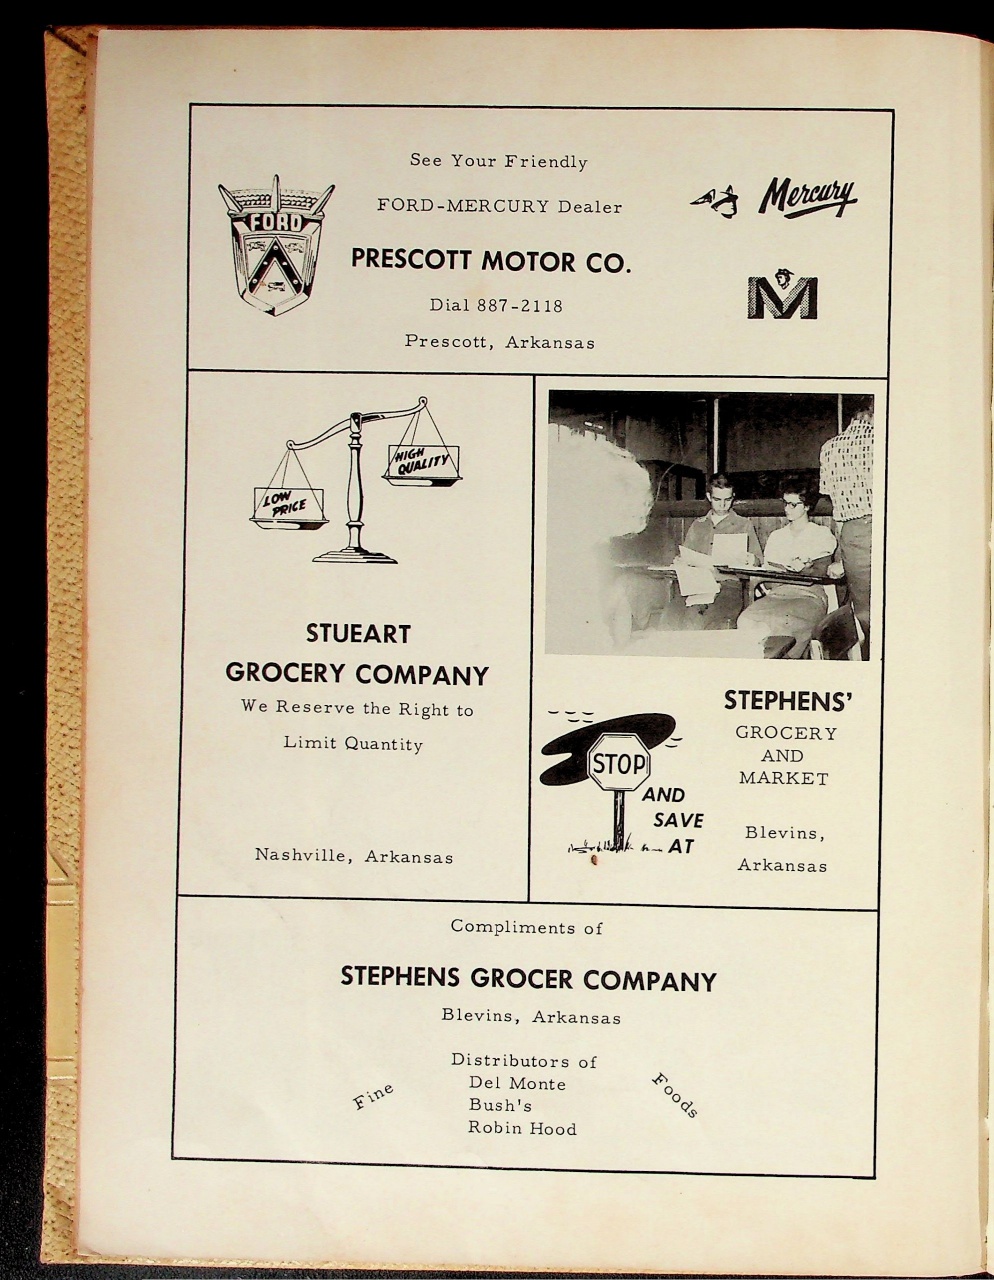 See Your Friendly
FORD-MERCURY Dealer
PRESCOTT MOTOR CO.
Dial 887-2118
Prescott, Arkansas
FORD
Mercury
M
LOW
PRICE
HIGH
QUALITY
STUEART
GROCERY COMPANY
We Reserve the Right to
Limit Quantity
Nashville, Arkansas
STOP
AND
SAVE
AT
STEPHENS'
GROCERY
AND
MARKET
Blevins,
Arkansas
Compliments of
STEPHENS GROCER COMPANY
Blevins, Arkansas
Distributors of
Del Monte
Bush's
Robin Hood
Fine
Foods